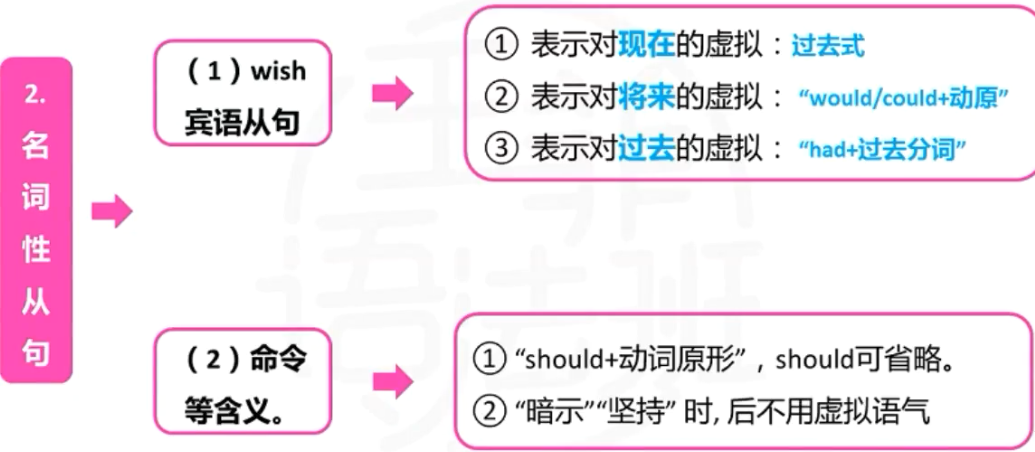 2.
名
词
性
从
句
（1）wish
宾语从句
① 表示对现在的虚拟：过去式
② 表示对将来的虚拟：“would/could+动原”
③ 表示对过去的虚拟：“had+过去分词”
（2）命令
等含义。
① “should+动词原形”，should可省略。
② “暗示”“坚持” 时, 后不用虚拟语气
语法班